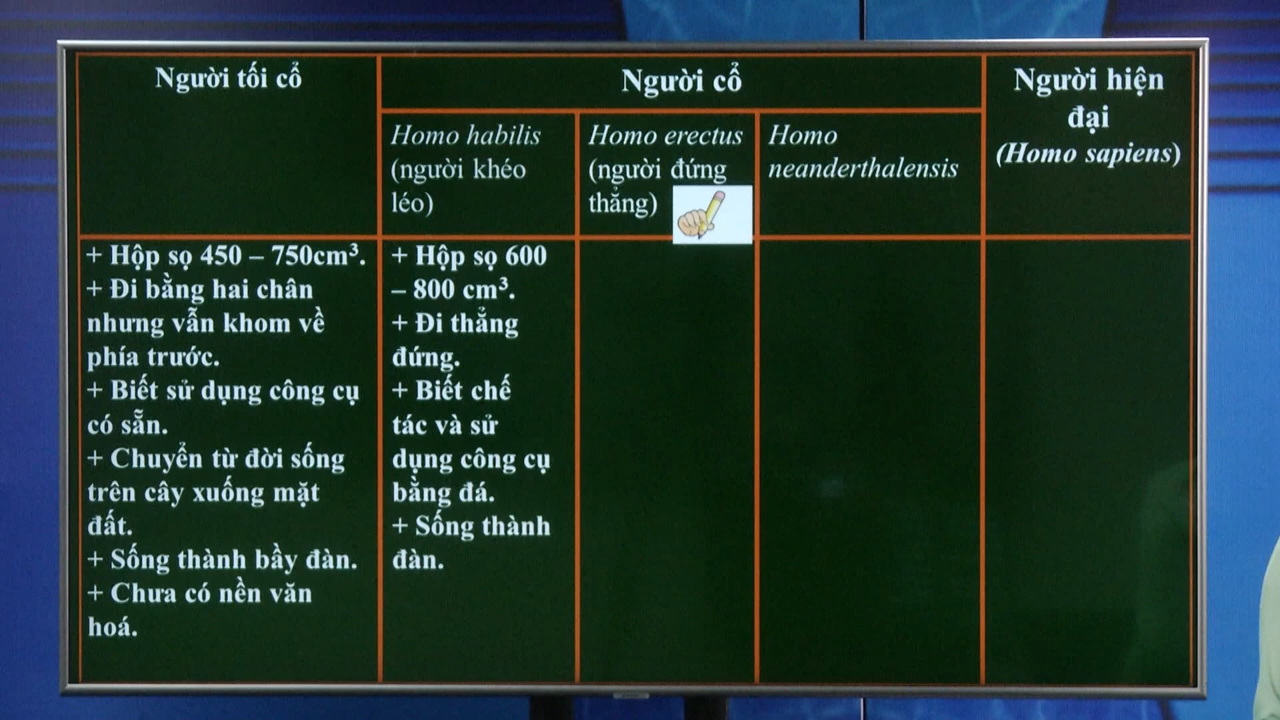 Người tối cổ
Người cổ
Người hiện
đại
(Homo sapiens)
Homo habilis
(người khéo
léo)
Homo erectus
(người đứng
thẳng)
Homo
neanderthalensis
+ Hộp sọ 450 – 750cm³.
+ Đi bằng hai chân
nhưng vẫn khom về
phía trước.
+ Biết sử dụng công cụ
có sẵn.
+ Chuyển từ đời sống
trên cây xuống mặt
đất.
+ Sống thành bầy đàn.
+ Chưa có nền văn
hoá.
+ Hộp sọ 600
– 800 cm³.
+ Đi thẳng
đứng.
+ Biết chế
tác và sử
dụng công cụ
bằng đá.
+ Sống thành
đàn.